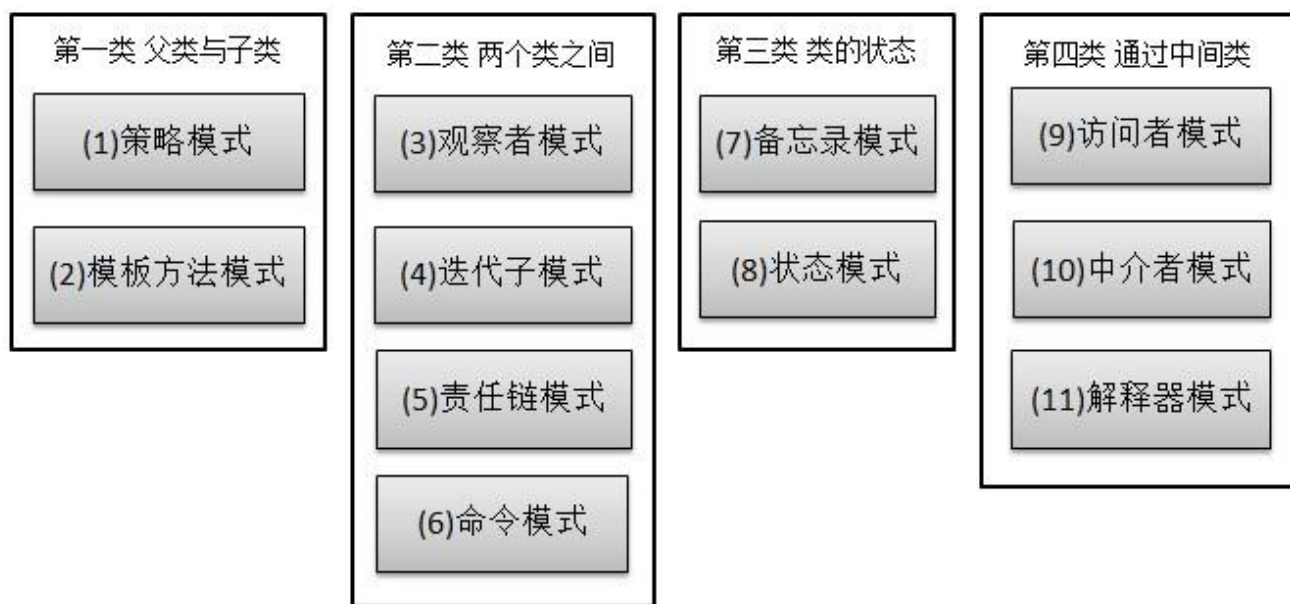 第一类 父类与子类
(1)策略模式
(2)模板方法模式
第二类 两个类之间
(3)观察者模式
(4)迭代子模式
(5)责任链模式
(6)命令模式
第三类 类的状态
(7)备忘录模式
(8)状态模式
第四类 通过中间类
(9)访问者模式
(10)中介者模式
(11)解释器模式